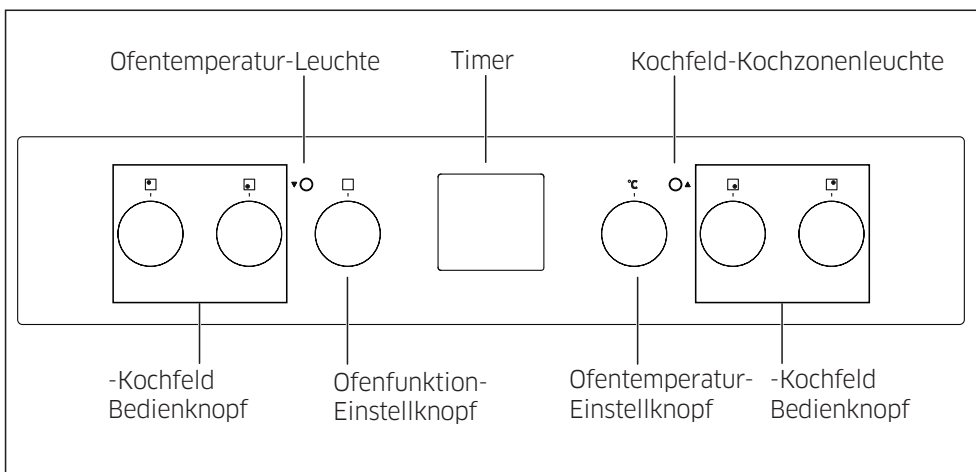 Ofentemperatur-Leuchte
Timer
Kochfeld-Kochzonenleuchte
°C
-Kochfeld
Bedienknopf
Ofenfunktion-
Einstellknopf
Ofentemperatur-
Einstellknopf
-Kochfeld
Bedienknopf